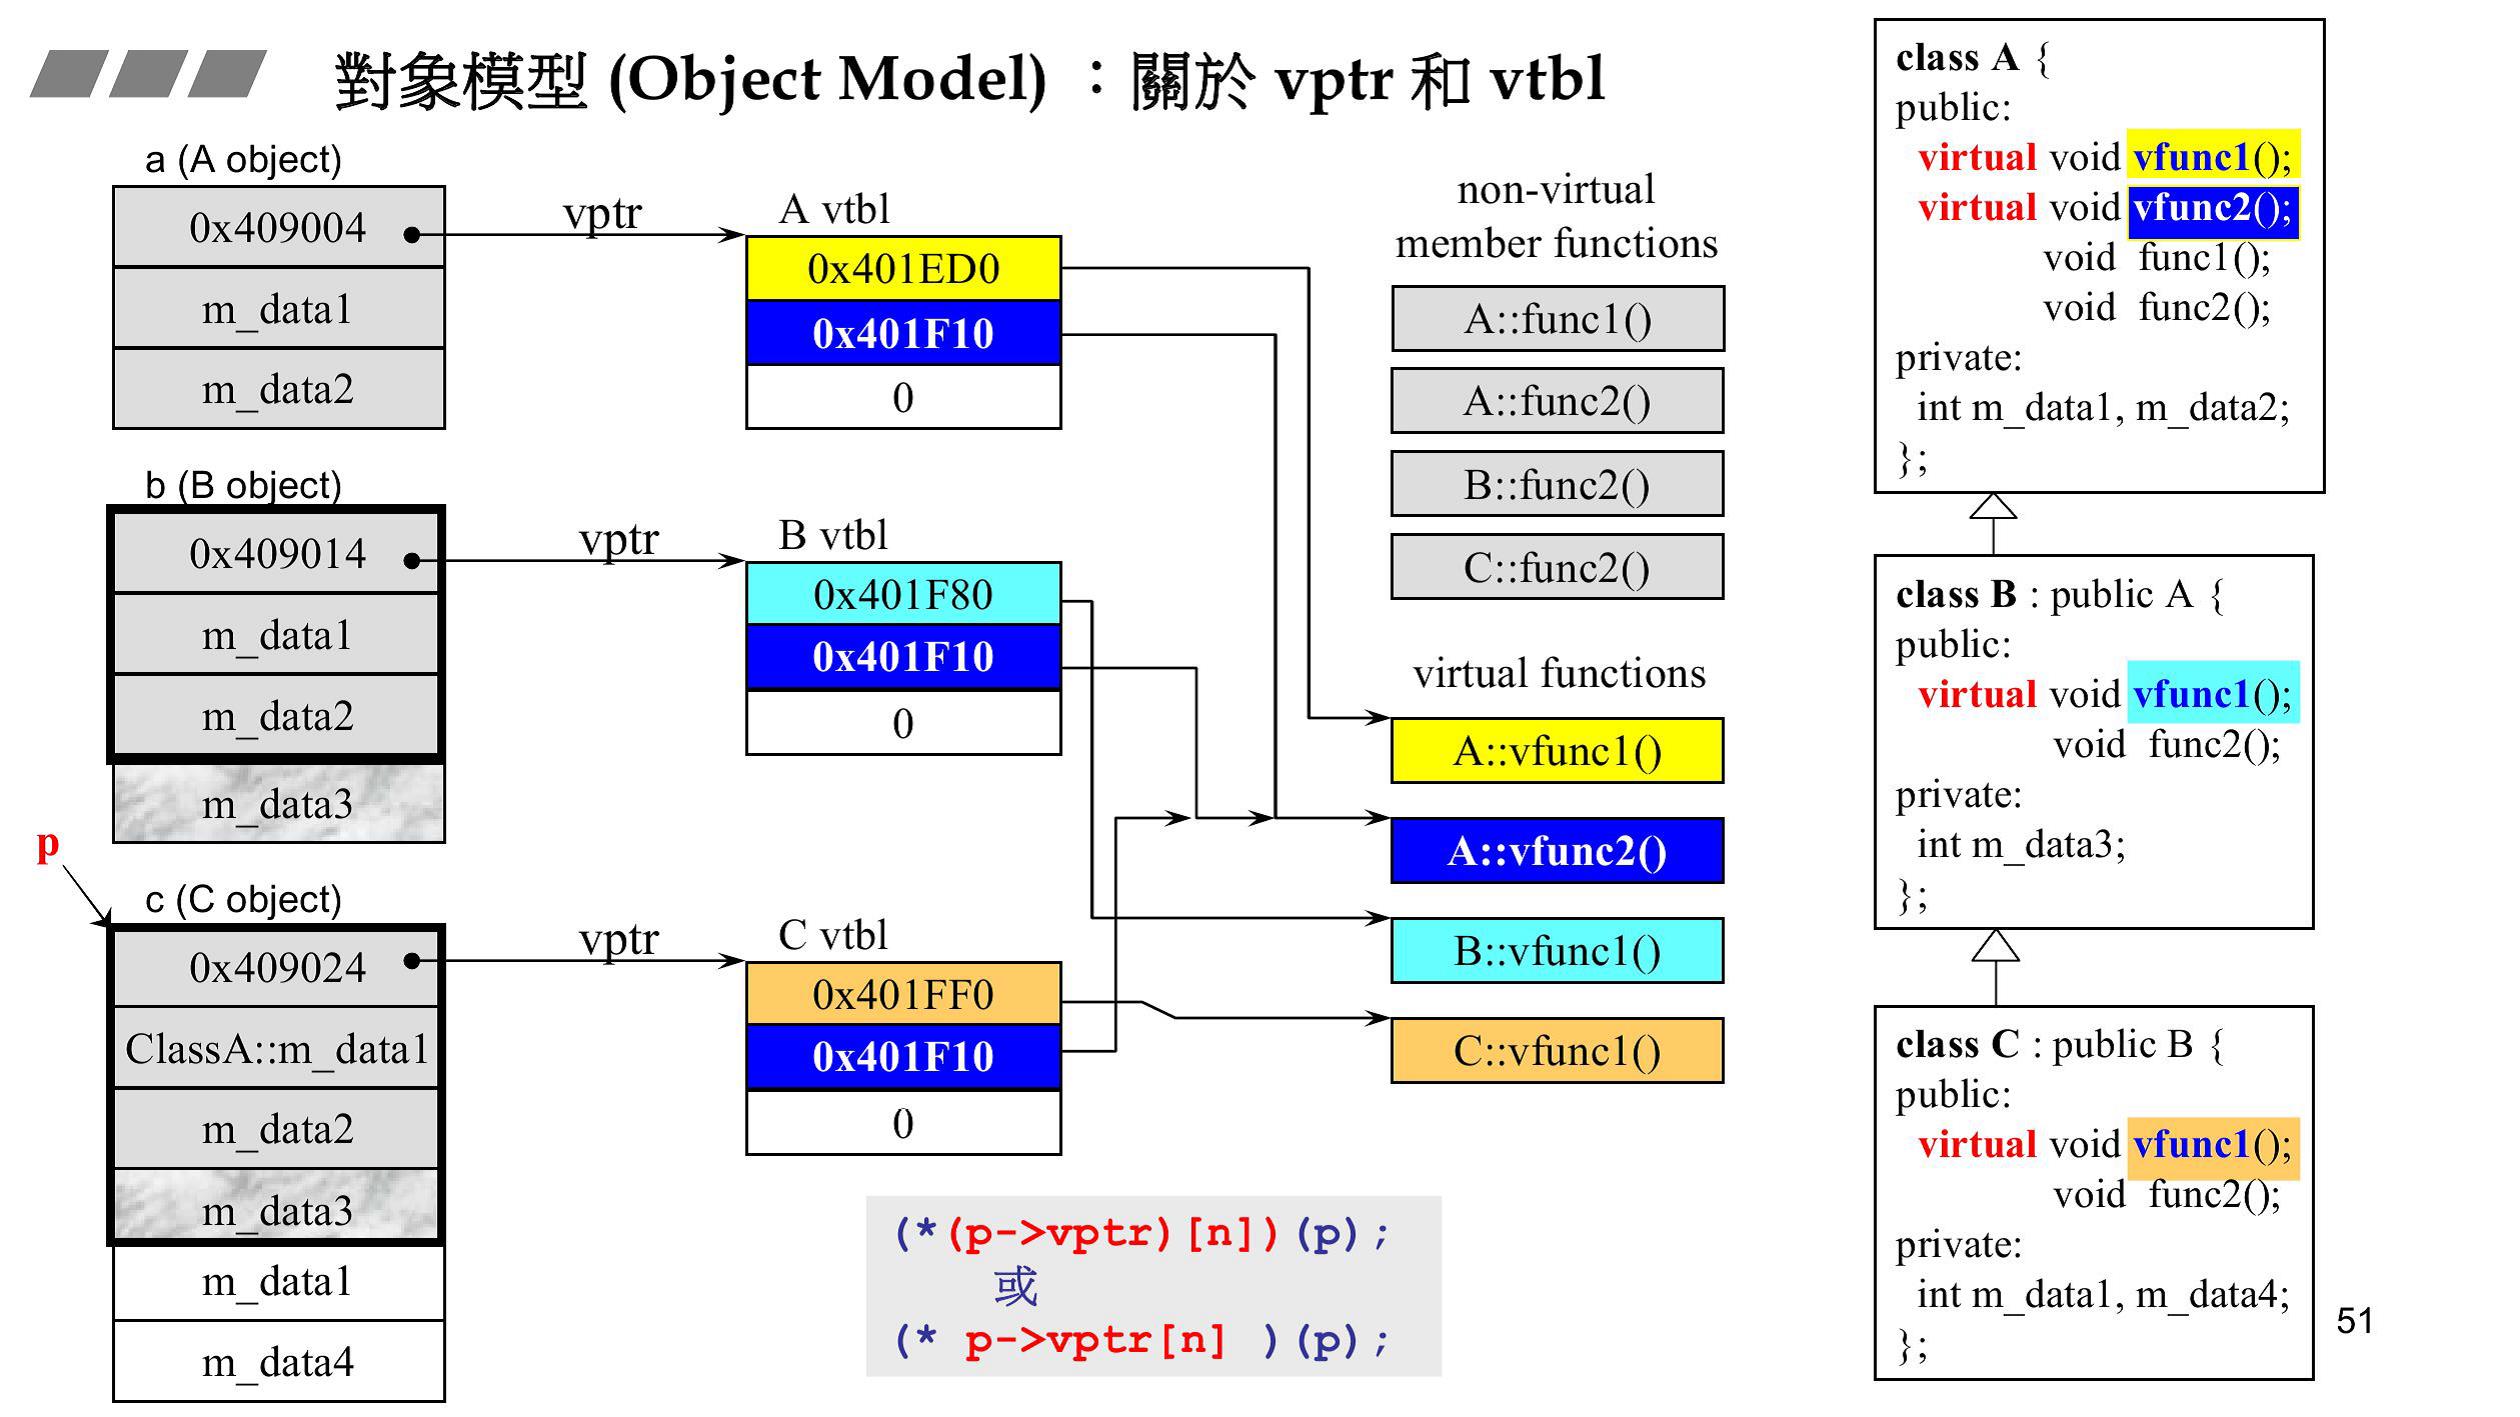 對象模型 (Object Model) ：關於 vptr 和 vtbl
a (A object)
0x409004
m_data1
m_data2
vptr
A vtbl
0x401ED0
0x401F10
0
b (B object)
0x409014
m_data1
m_data2
m_data3
vptr
B vtbl
0x401F80
0x401F10
0
p
c (C object)
0x409024
ClassA::m_data1
m_data2
m_data3
m_data1
m_data4
vptr
C vtbl
0x401FF0
0x401F10
0
(*(p->vptr)[n])(p);
或
(* p->vptr[n] )(p);
non-virtual
member functions
A::func1()
A::func2()
B::func2()
C::func2()
virtual functions
A::vfunc1()
A::vfunc2()
B::vfunc1()
C::vfunc1()
class A {
public:
virtual void vfunc1();
virtual void vfunc2();
void func1();
void func2();
private:
int m_data1, m_data2;
};
class B : public A {
public:
virtual void vfunc1();
void func2();
private:
int m_data3;
};
class C : public B {
public:
virtual void vfunc1();
void func2();
private:
int m_data1, m_data4;
};
51